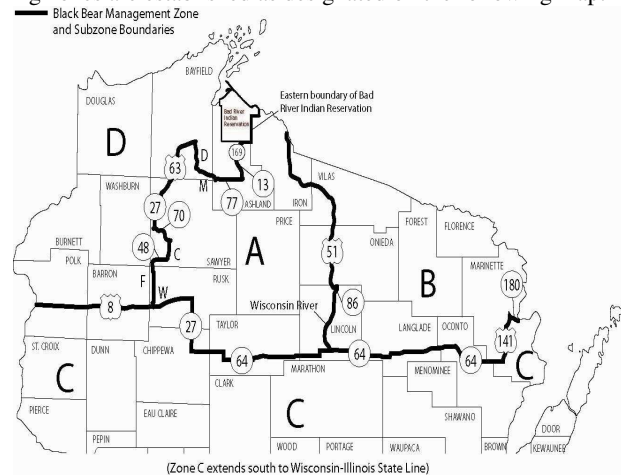 Black Bear Management Zone
and Subzone Boundaries
BAYFIELD
Eastern boundary of Bad
River Indian Reservation
DOUGLAS
Bad River
Indian
Reservation
D
169
D
63
M
13
VILAS
WASHBURN
77
ASHLAND
IRON
27
70
PRICE
FOREST
FLORENCE
BURNETT
48
C
A
51
ONIEDA
MARINETTE
POLK
SAWYER
BARRON
F
RUSK
B
180
W
Wisconsin River
86
8
27
TAYLOR
LINCOLN
LANGLADE
OCONTO
141
ST. CROIX
DUNN
CHIPPEWA
64
64
64
C
MARATHON
MENOMINEE
C
CLARK
PIERCE
EAU CLAIRE
C
SHAWANO
DOOR
PEPIN
WOOD
PORTAGE
WAUPACA
BROWN
KEWAUNEE
(Zone C extends south to Wisconsin-Illinois State Line)